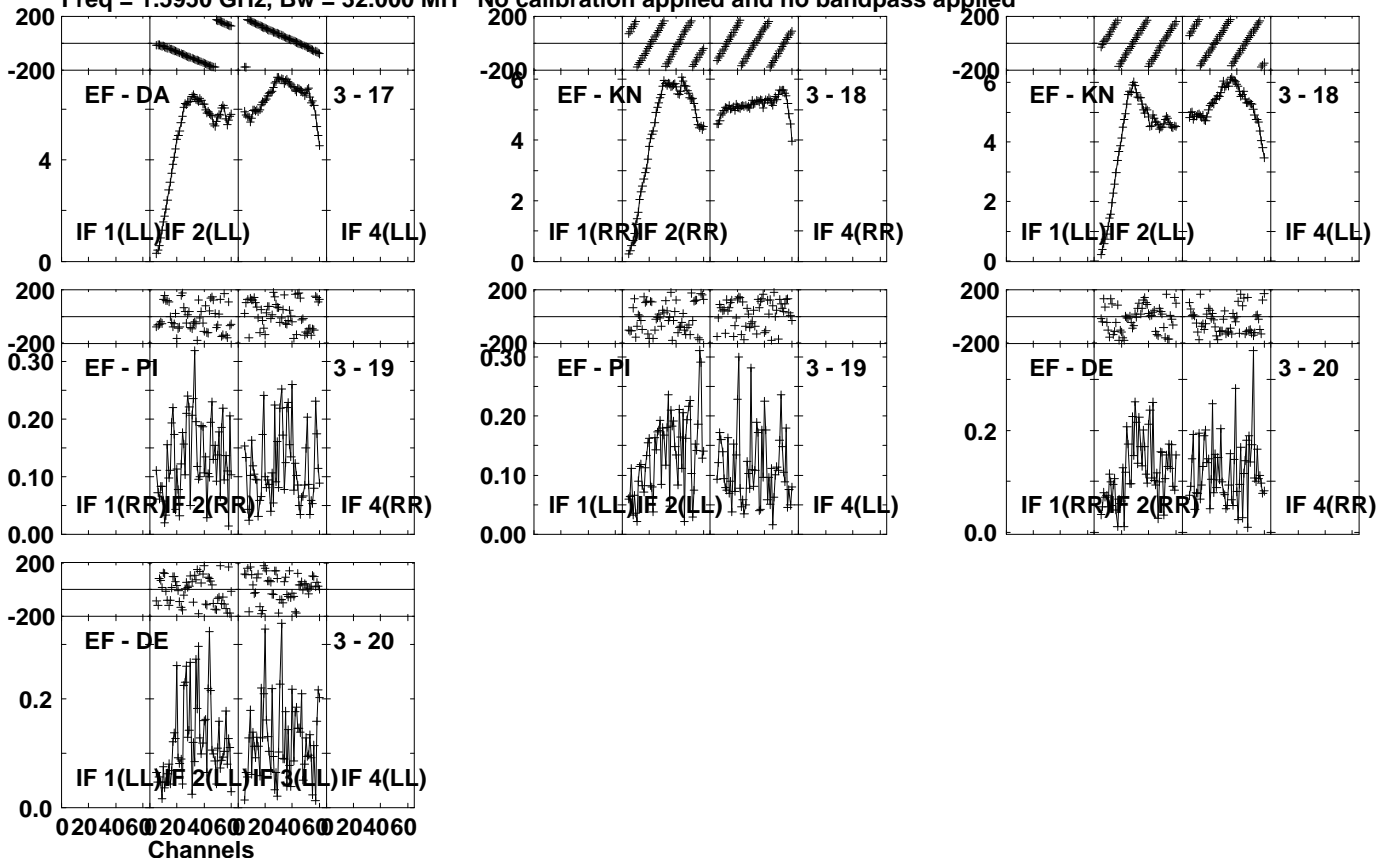 Freq = 1.5950 GHz, Bw = 32.000 MH No calibration applied and no bandpass applied
200
-200
EF - DA 3 - 17
4
IF 1(LL) IF 2(LL) IF 4(LL)
0
200
-200
6
EF - KN 3 - 18
4
2
IF 1(RR) IF 2(RR) IF 4(RR)
0
200
-200
6
EF - KN 3 - 18
4
2
IF 1(LL) IF 2(LL) IF 4(LL)
0
200
-200
0.30
EF - PI 3 - 19
0.20
0.10
IF 1(RR) IF 2(RR) IF 4(RR)
0.00
200
-200
0.30
EF - PI 3 - 19
0.20
0.10
IF 1(LL) IF 2(LL) IF 4(LL)
0.00
200
-200
EF - DE 3 - 20
0.2
IF 1(RR) IF 2(RR) IF 4(RR)
0.0
200
-200
EF - DE 3 - 20
0.2
IF 1(LL) IF 2(LL) IF 3(LL) IF 4(LL)
0.0
0 20 40 60 0 20 40 60 0 20 40 60 0 20 40 60
Channels